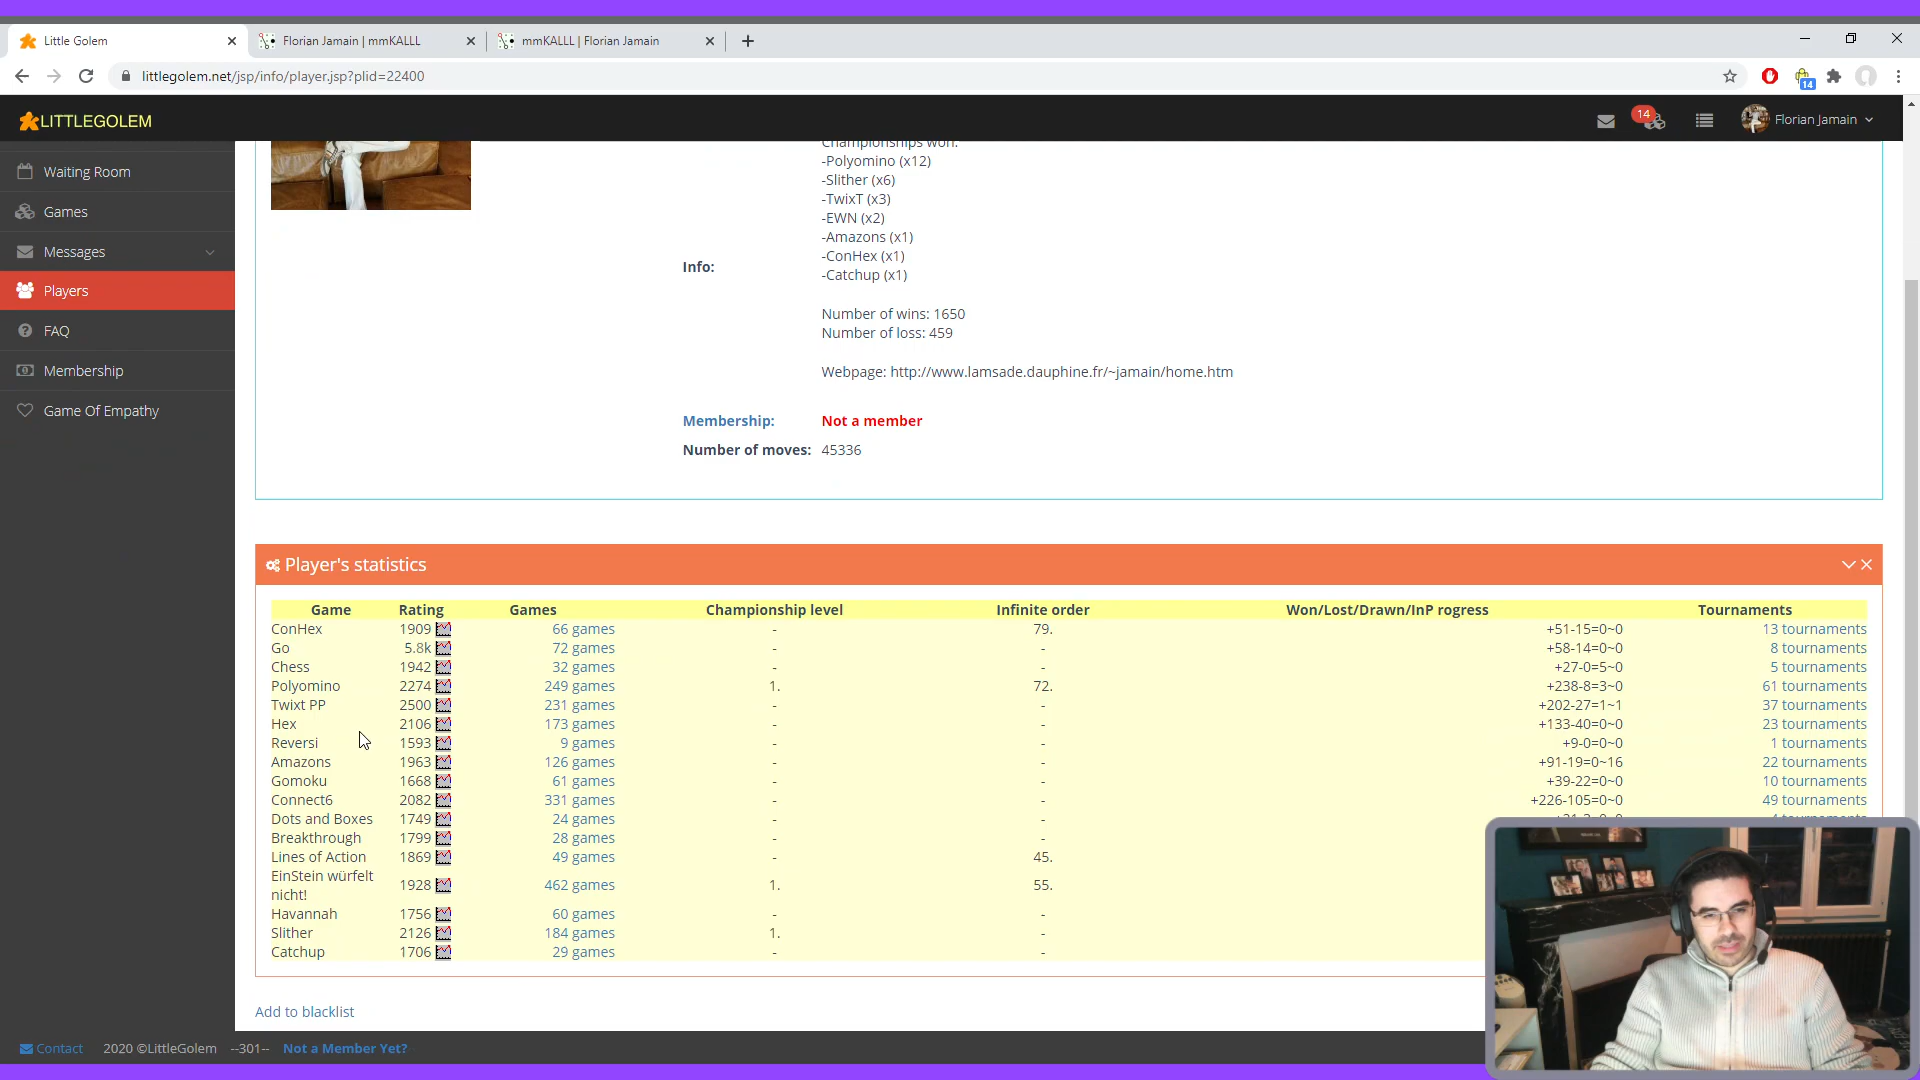 Little Golem
Florian Jamain | mmKALLL
mmKALLL | Florian Jamain
littlegolem.net/jsp/info/player.jsp?plid=22400
14
LITTLEGOLEM
14
Florian Jamain
Waiting Room
Games
Messages
Players
FAQ
Membership
Game Of Empathy
Championships won:
-Polyomino (x12)
-Slither (x6)
-TwixT (x3)
-EWN (x2)
-Amazons (x1)
Info:
-ConHex (x1)
-Catchup (x1)
Number of wins: 1650
Number of loss: 459
Webpage: http://www.lamsade.dauphine.fr/~jamain/home.htm
Membership: Not a member
Number of moves: 45336
Player's statistics
Game Rating Games Championship level Infinite order Won/Lost/Drawn/InP rogress Tournaments
ConHex 1909 66 games - 79. +51-15=0~0 13 tournaments
Go 5.8k 72 games - - +58-14=0~0 8 tournaments
Chess 1942 32 games - - +27-0=5~0 5 tournaments
Polyomino 2274 249 games 1. 72. +238-8=3~0 61 tournaments
Twixt PP 2500 231 games - - +202-27=1~1 37 tournaments
Hex 2106 173 games - - +133-40=0~0 23 tournaments
Reversi 1593 9 games - - +9-0=0~0 1 tournaments
Amazons 1963 126 games - - +91-19=0~16 22 tournaments
Gomoku 1668 61 games - - +39-22=0~0 10 tournaments
Connect6 2082 331 games - - +226-105=0~0 49 tournaments
Dots and Boxes 1749 24 games - - tournaments
Breakthrough 1799 28 games - -
Lines of Action 1869 49 games - 45.
EinStein würfelt
nicht! 1928 462 games 1. 55.
Havannah 1756 60 games - -
Slither 2126 184 games 1. -
Catchup 1706 29 games - -
Add to blacklist
Contact 2020 ©LittleGolem --301-- Not a Member Yet?